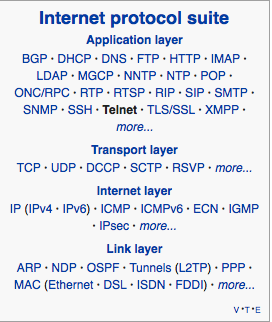 Internet protocol suite
Application layer
BGP · DHCP · DNS · FTP · HTTP · IMAP ·
LDAP · MGCP · NNTP · NTP · POP ·
ONC/RPC · RTP · RTSP · RIP · SIP · SMTP ·
SNMP · SSH · Telnet · TLS/SSL · XMPP ·
more...
Transport layer
TCP · UDP · DCCP · SCTP · RSVP · more...
Internet layer
IP (IPv4 · IPv6) · ICMP · ICMPv6 · ECN · IGMP
· IPsec · more...
Link layer
ARP · NDP · OSPF · Tunnels (L2TP) · PPP ·
MAC (Ethernet · DSL · ISDN · FDDI) · more...
V · T · E